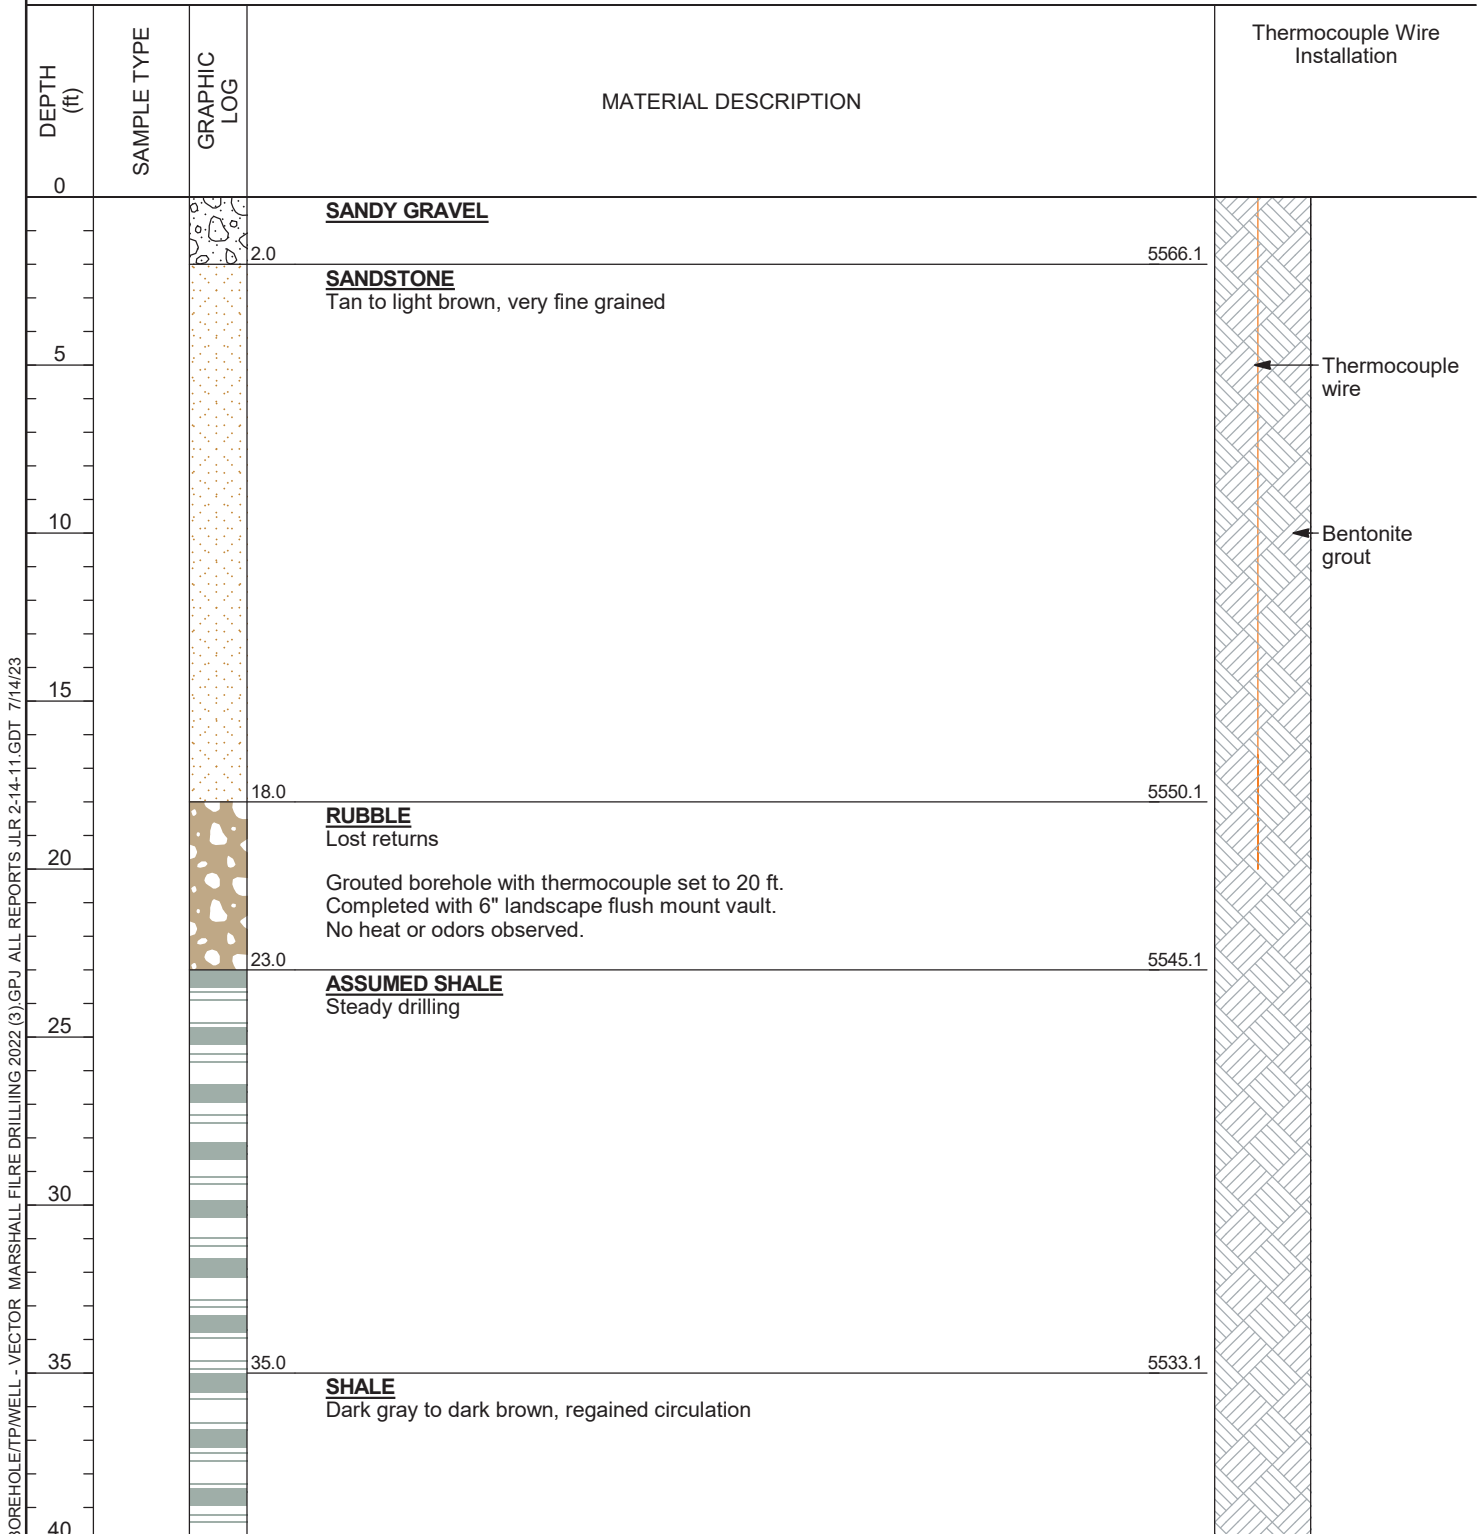 DEPTH
(ft)
SAMPLE TYPE
GRAPHIC
LOG
MATERIAL DESCRIPTION
Thermocouple Wire
Installation
0
SANDY GRAVEL
2.0 5566.1
SANDSTONE
Tan to light brown, very fine grained
5
Thermocouple
wire
10
Bentonite
grout
15
18.0 5550.1
RUBBLE
Lost returns
20
Grouted borehole with thermocouple set to 20 ft.
Completed with 6" landscape flush mount vault.
No heat or odors observed.
23.0 5545.1
ASSUMED SHALE
Steady drilling
25
30
35
35.0 5533.1
SHALE
Dark gray to dark brown, regained circulation
40
BOREHOLE/TP/WELL - VECTOR MARSHALL FILRE DRILLIING 2022 (3).GPJ ALL REPORTS JLR 2-14-11.GDT 7/14/23